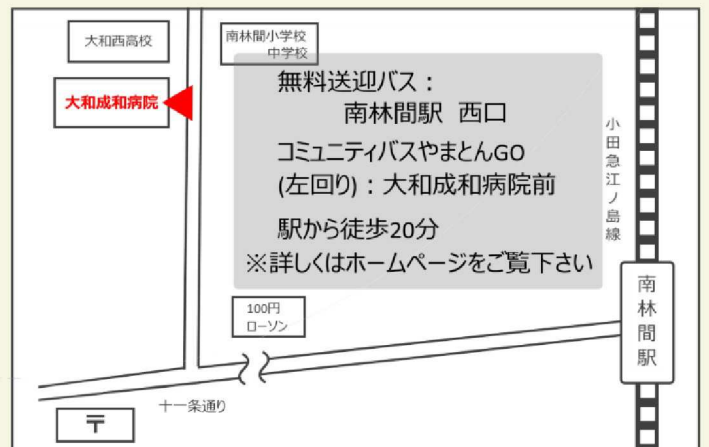 大和西高校
南林間小学校
中学校
大和成和病院
無料送迎バス：
南林間駅 西口
コミュニティバスやまとんGO
(左回り)：大和成和病院前
駅から徒歩20分
※詳しくはホームページをご覧下さい
小田急江ノ島線
南林間駅
100円
ローソン
十一条通り
〒